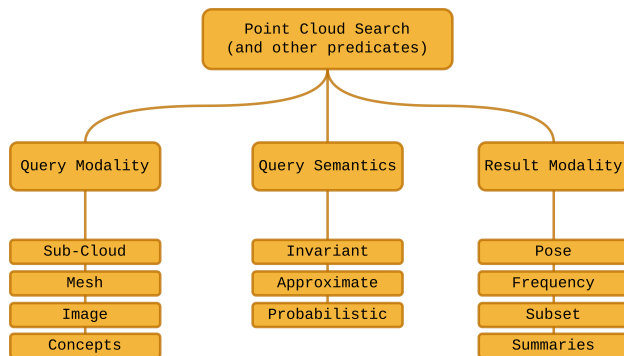 Point Cloud Search
(and other predicates)
Query Modality
Query Semantics
Result Modality
Sub-Cloud
Mesh
Image
Concepts
Invariant
Approximate
Probabilistic
Pose
Frequency
Subset
Summaries